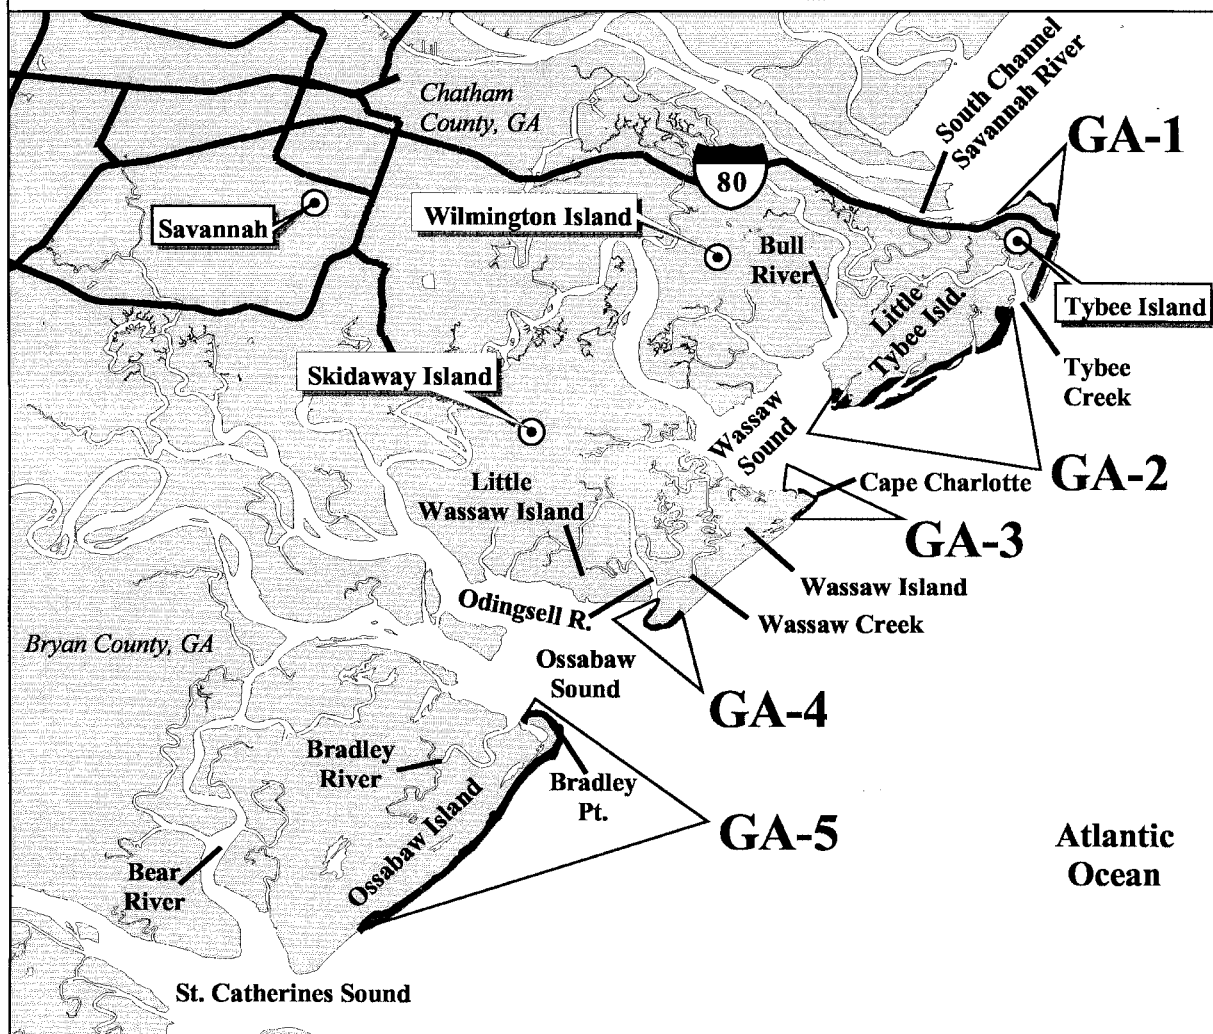 South Channel
Savannah River
Chatham
County, GA
GA-1
80
Savannah
Wilmington Island
Bull
River
Little
Tybee Isld.
Tybee Island
Tybee
Creek
Skidaway Island
Wassaw
Sound
GA-2
Cape Charlotte
Little
Wassaw Island
GA-3
Wassaw Island
Odingsell R.
Wassaw Creek
Bryan County, GA
Ossabaw
Sound
GA-4
Bradley
River
Bradley
Pt.
GA-5
Ossabaw Island
Atlantic
Ocean
Bear
River
St. Catherines Sound